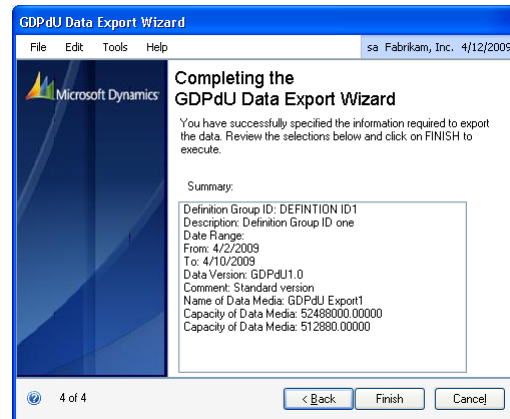 GDPdU Data Export Wizard
File Edit Tools Help sa Fabrikam, Inc. 4/12/2009
Microsoft Dynamics
Completing the
GDPdU Data Export Wizard
You have successfully specified the information required to export
the data. Review the selections below and click on FINISH to
execute.
Summary:
Definition Group ID: DEFINTION ID1
Description: Definition Group ID one
Date Range:
From: 4/2/2009
To: 4/10/2009
Data Version: GDPdU1.0
Comment: Standard version
Name of Data Media: GDPdU Export1
Capacity of Data Media: 52488000.00000
Capacity of Data Media: 512880.00000
4 of 4 < Back Finish Cancel